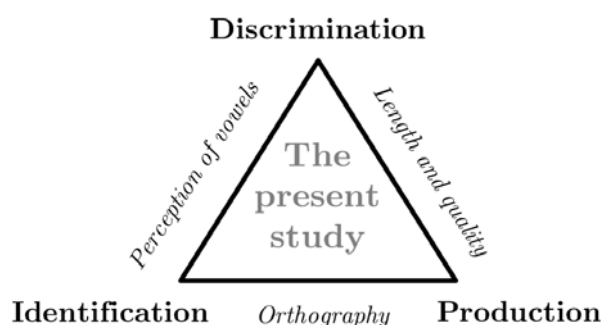 Discrimination
Perception of vowels
Length and quality
The
present
study
Identification
Orthography
Production